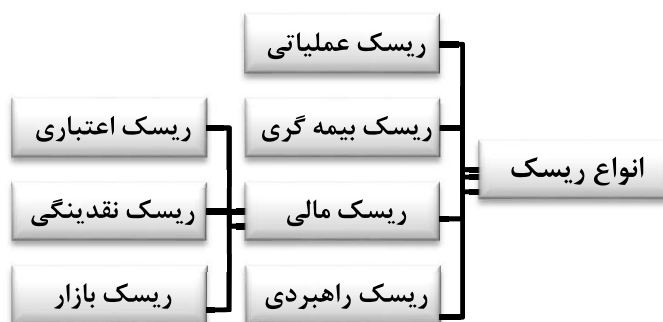 انواع ریسک
ریسک عملیاتی
ریسک بیمه گری
ریسک مالی
ریسک راهبردی
ریسک اعتباری
ریسک نقدینگی
ریسک بازار